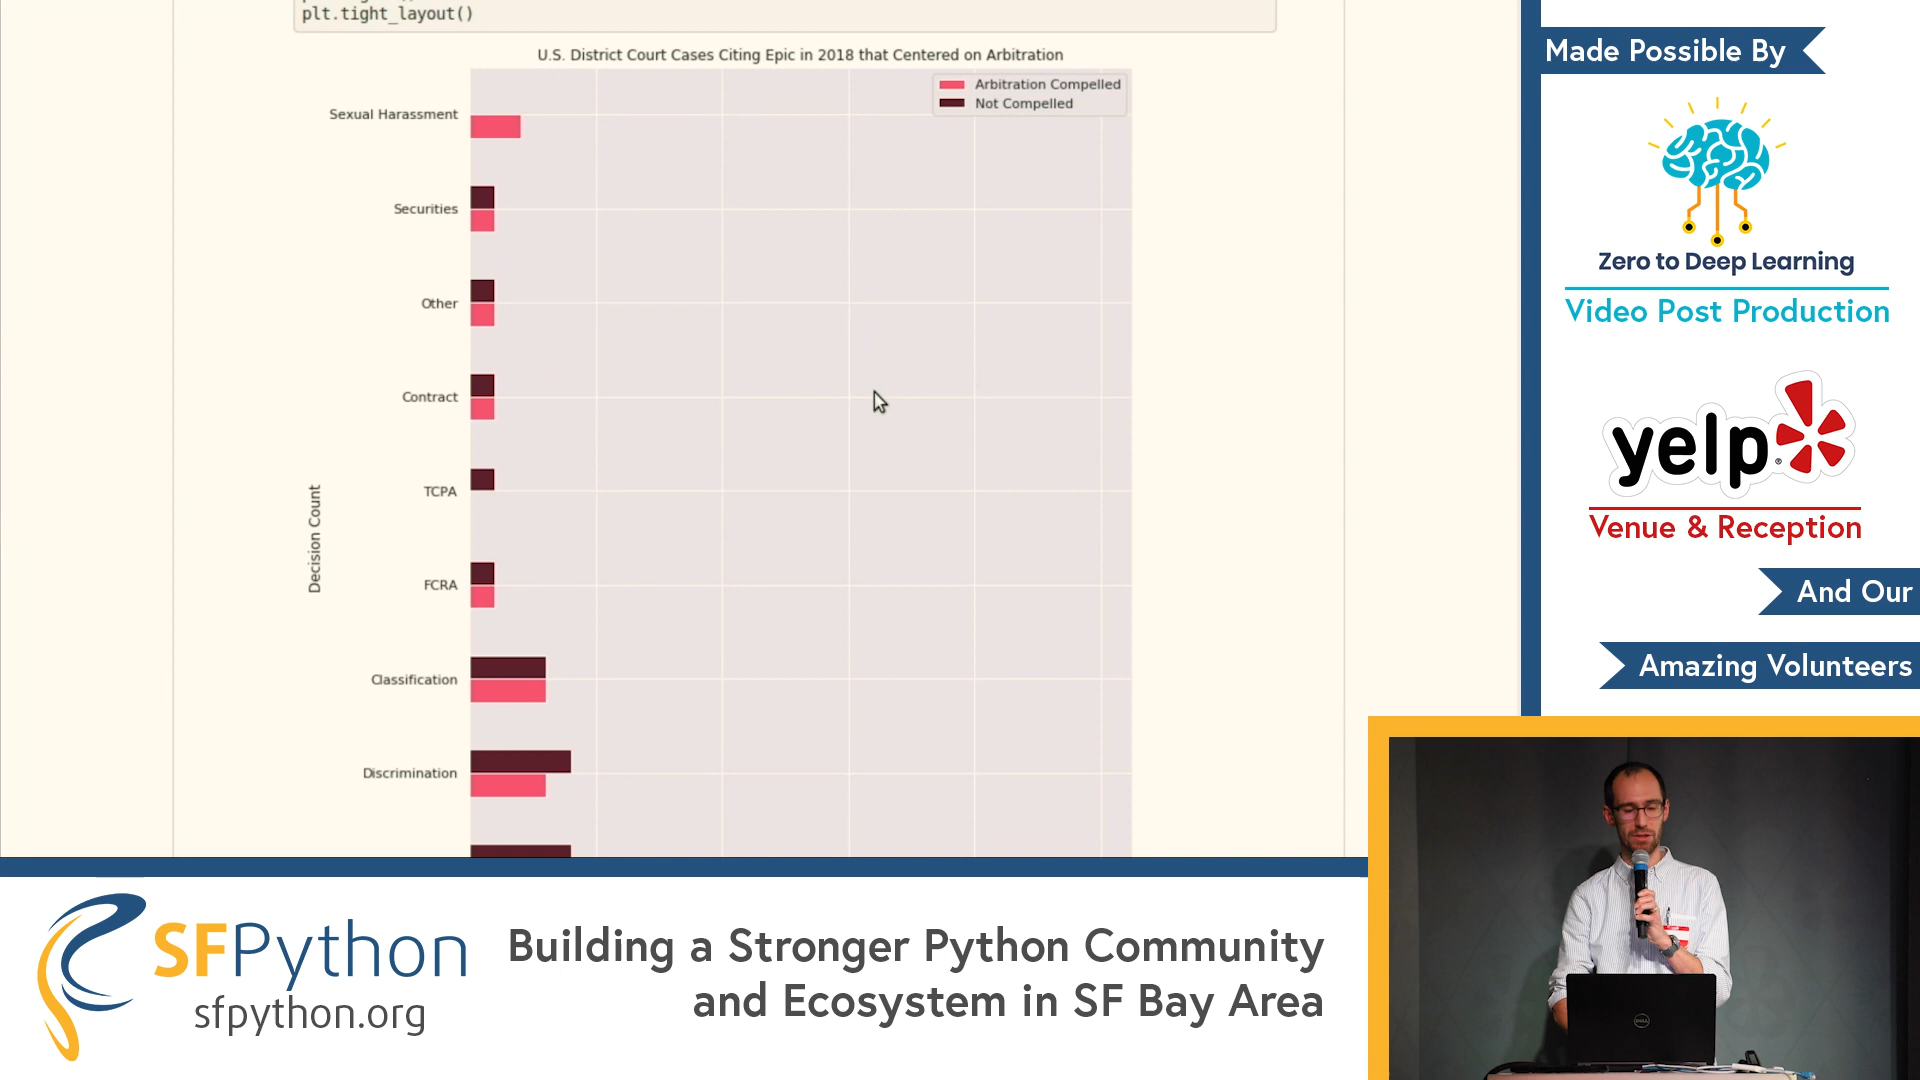 plt.tight_layout()
U.S. District Court Cases Citing Epic in 2018 that Centered on Arbitration
Arbitration Compelled
Not Compelled
Sexual Harassment
Securities
Other
Contract
TCPA
FCRA
Classification
Discrimination
Decision Count
Made Possible By
Zero to Deep Learning
Video Post Production
yelp
Venue & Reception
And Our
Amazing Volunteers
SFPython
sfpython.org
Building a Stronger Python Community
and Ecosystem in SF Bay Area
DELL